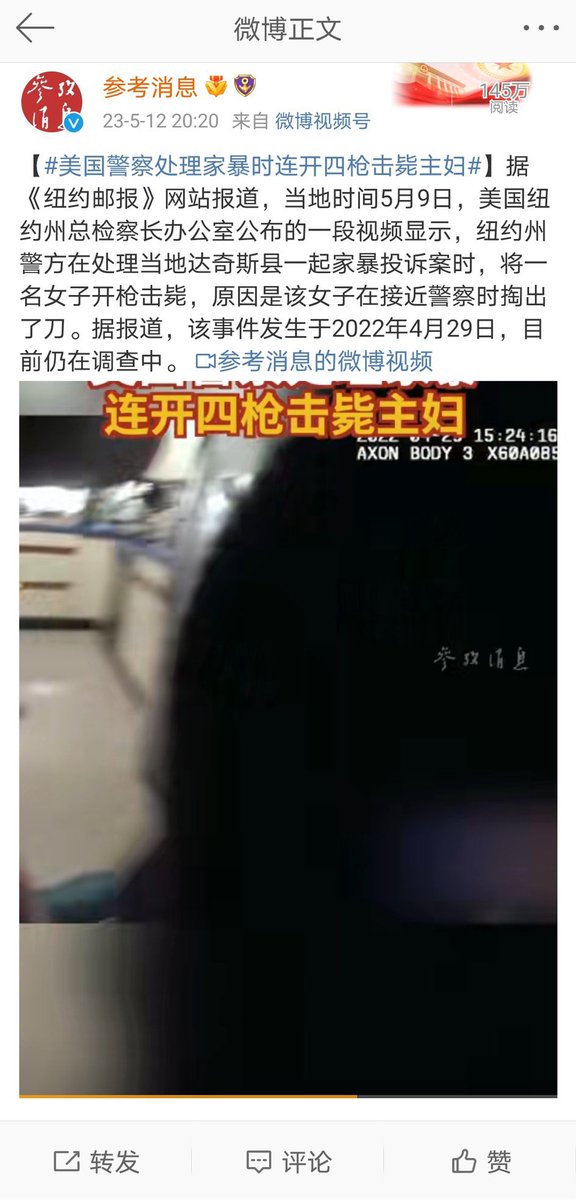 微博正文
参考消息
145万
阅读
23-5-12 20:20 来自 微博视频号
【#美国警察处理家暴时连开四枪击毙主妇#】据
《纽约邮报》网站报道，当地时间5月9日，美国纽
约州总检察长办公室公布的一段视频显示，纽约州
警方在处理当地达奇斯县一起家暴投诉案时，将一
名女子开枪击毙，原因是该女子在接近警察时掏出
了刀。据报道，该事件发生于2022年4月29日，目
前仍在调查中。 参考消息的微博视频
连开四枪击毙主妇
15:24:16
AXON BODY 3 X60A085
參攷消息
转发
评论
赞